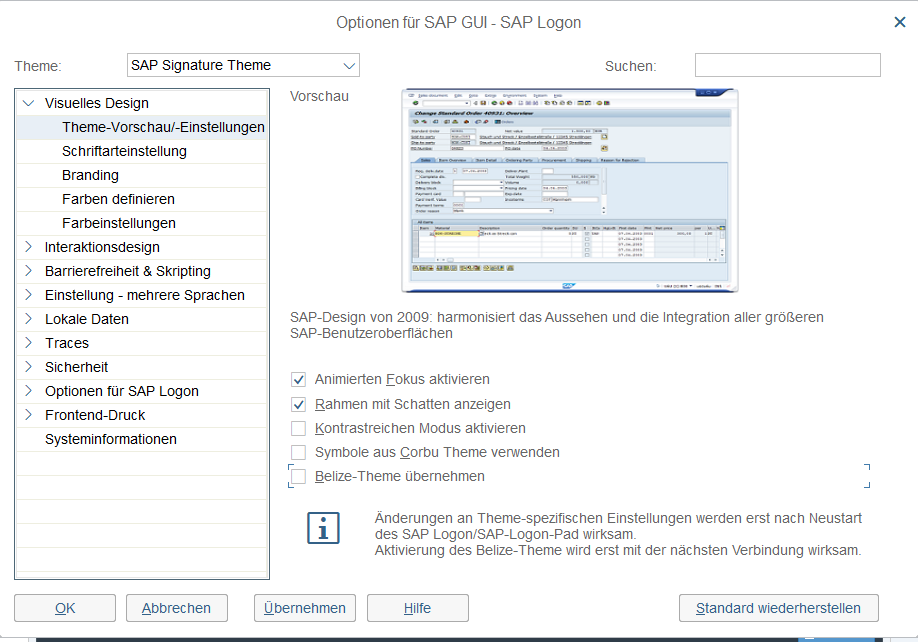 Optionen für SAP GUI - SAP Logon
Theme:
SAP Signature Theme
Suchen:
Visuelles Design
Theme-Vorschau/-Einstellungen
Schriftarteinstellung
Branding
Farben definieren
Farbeinstellungen
Interaktionsdesign
Barrierefreiheit & Skripting
Einstellung - mehrere Sprachen
Lokale Daten
Traces
Sicherheit
Optionen für SAP Logon
Frontend-Druck
Systeminformationen
Vorschau
Change Standard Order 40931: Overview
SAP-Design von 2009: harmonisiert das Aussehen und die Integration aller größeren
SAP-Benutzeroberflächen
Animierten Fokus aktivieren
Rahmen mit Schatten anzeigen
Kontrastreichen Modus aktivieren
Symbole aus Corbu Theme verwenden
Belize-Theme übernehmen
Änderungen an Theme-spezifischen Einstellungen werden erst nach Neustart
des SAP Logon/SAP-Logon-Pad wirksam.
Aktivierung des Belize-Theme wird erst mit der nächsten Verbindung wirksam.
OK
Abbrechen
Übernehmen
Hilfe
Standard wiederherstellen